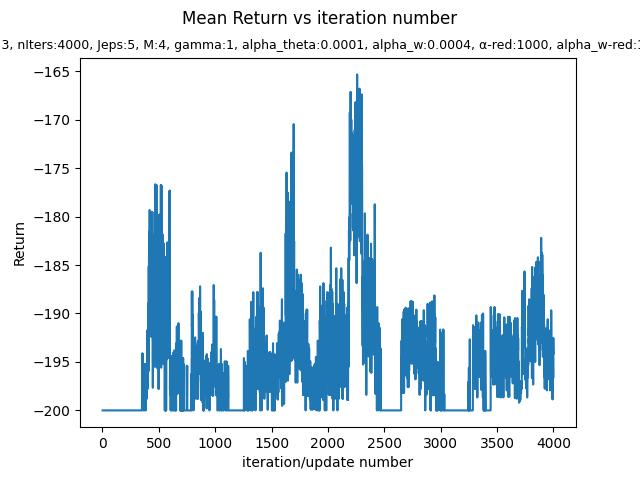 Mean Return vs iteration number
3, nIters:4000, Jeps:5, M:4, gamma:1, alpha_theta:0.0001, alpha_w:0.0004, α-red:1000, alpha_w-red:1
−165
−170
−175
−180
−185
−190
−195
−200
Return
0 500 1000 1500 2000 2500 3000 3500 4000
iteration/update number